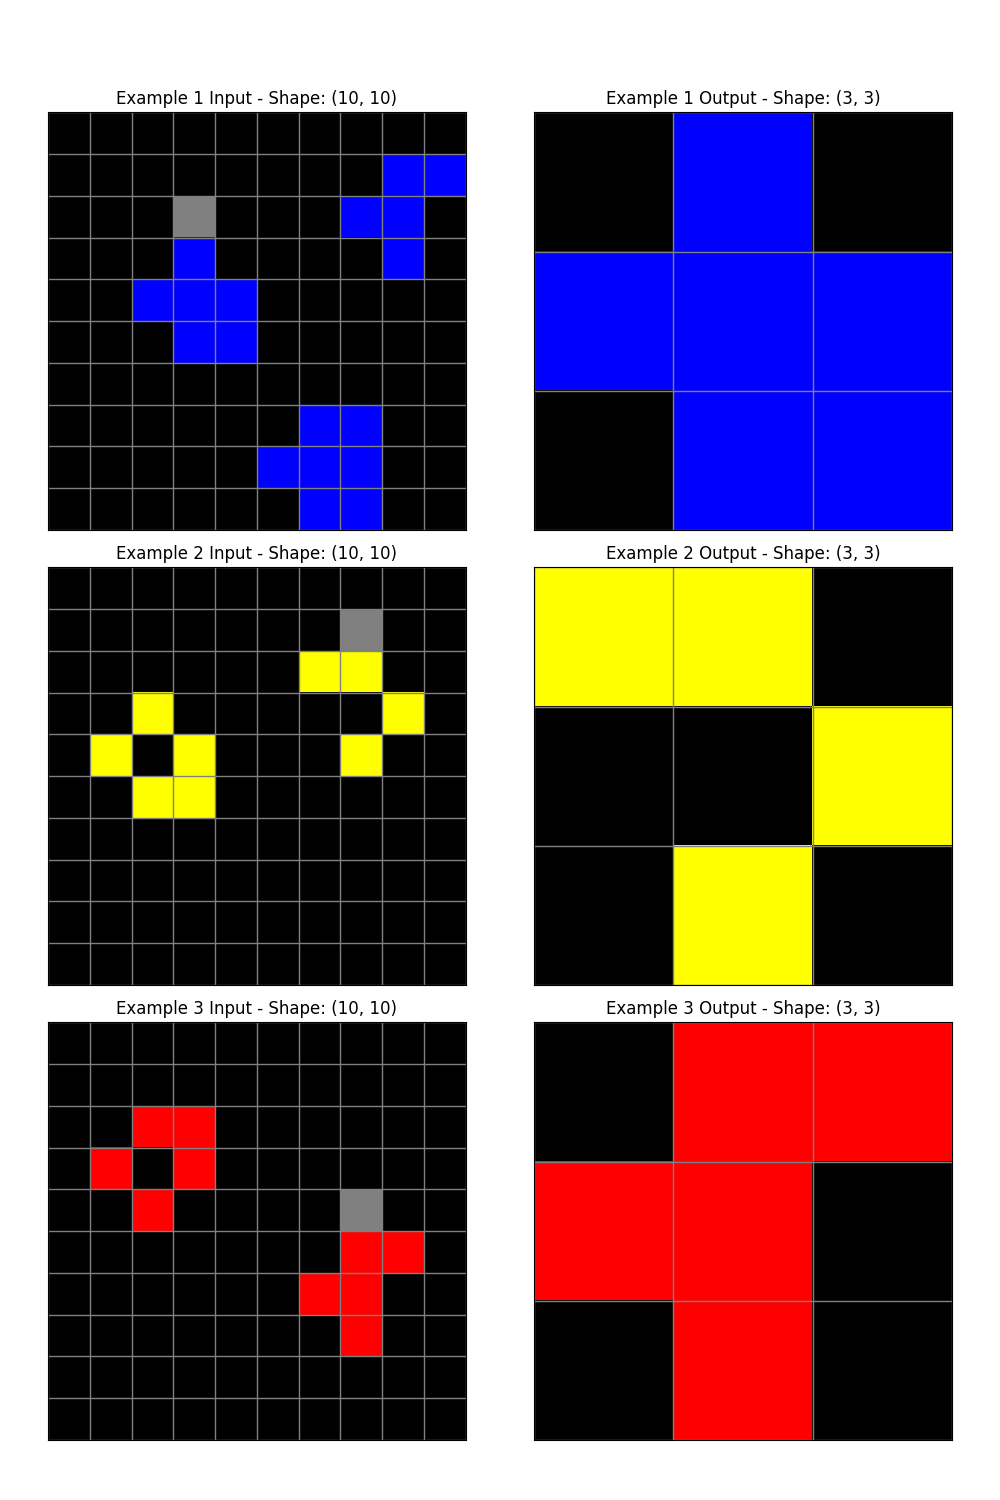 Example 1 Input - Shape: (10, 10)
Example 1 Output - Shape: (3, 3)
Example 2 Input - Shape: (10, 10)
Example 2 Output - Shape: (3, 3)
Example 3 Input - Shape: (10, 10)
Example 3 Output - Shape: (3, 3)